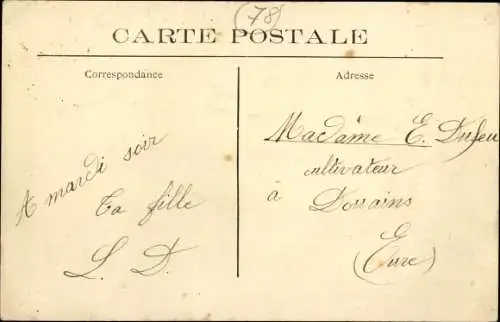 (78)
CARTE POSTALE
Correspondance
A mardi soir
Ta fille
L. D.
Adresse
Madame E. Dufeu
cultivateur
à Douains
(Eure)